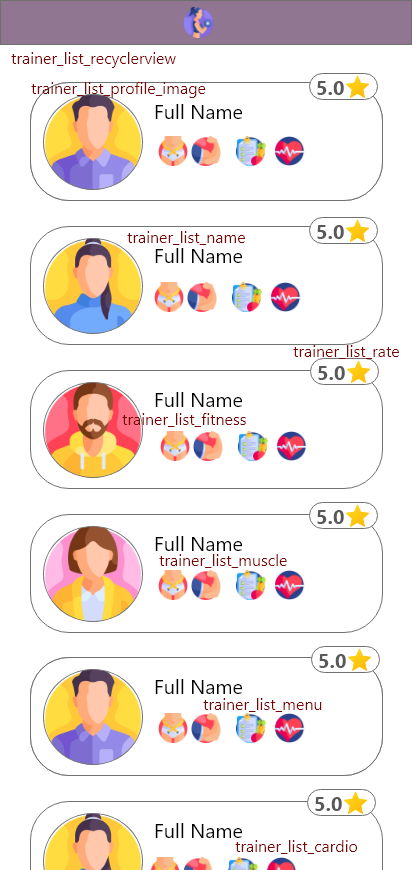 trainer_list_recyclerview
trainer_list_profile_image
5.0
Full Name
5.0
trainer_list_name
Full Name
trainer_list_rate
5.0
Full Name
trainer_list_fitness
5.0
Full Name
trainer_list_muscle
5.0
Full Name
trainer_list_menu
5.0
Full Name
trainer_list_cardio